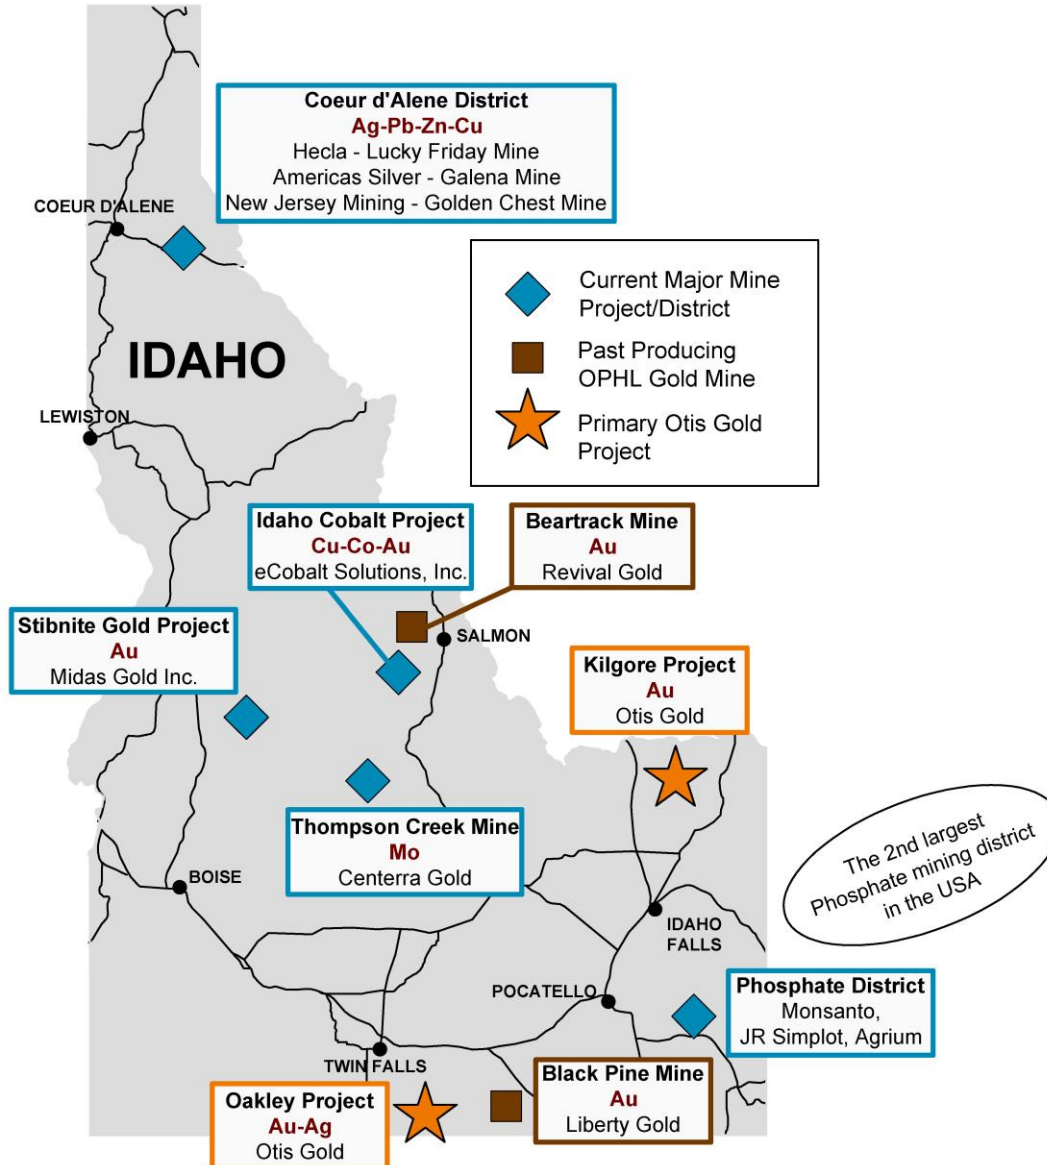 Coeur d'Alene District
Ag-Pb-Zn-Cu
Hecla - Lucky Friday Mine
Americas Silver - Galena Mine
New Jersey Mining - Golden Chest Mine
COEUR D'ALENE
Current Major Mine
Project/District
Past Producing
OPHL Gold Mine
Primary Otis Gold
Project
IDAHO
LEWISTON
Idaho Cobalt Project
Cu-Co-Au
eCobalt Solutions, Inc.
Beartrack Mine
Au
Revival Gold
Stibnite Gold Project
Au
Midas Gold Inc.
SALMON
Kilgore Project
Au
Otis Gold
Thompson Creek Mine
Mo
Centerra Gold
The 2nd largest
Phosphate mining district
in the USA
BOISE
IDAHO
FALLS
POCATELLO
Phosphate District
Monsanto,
JR Simplot, Agrium
TWIN FALLS
Black Pine Mine
Au
Liberty Gold
Oakley Project
Au-Ag
Otis Gold